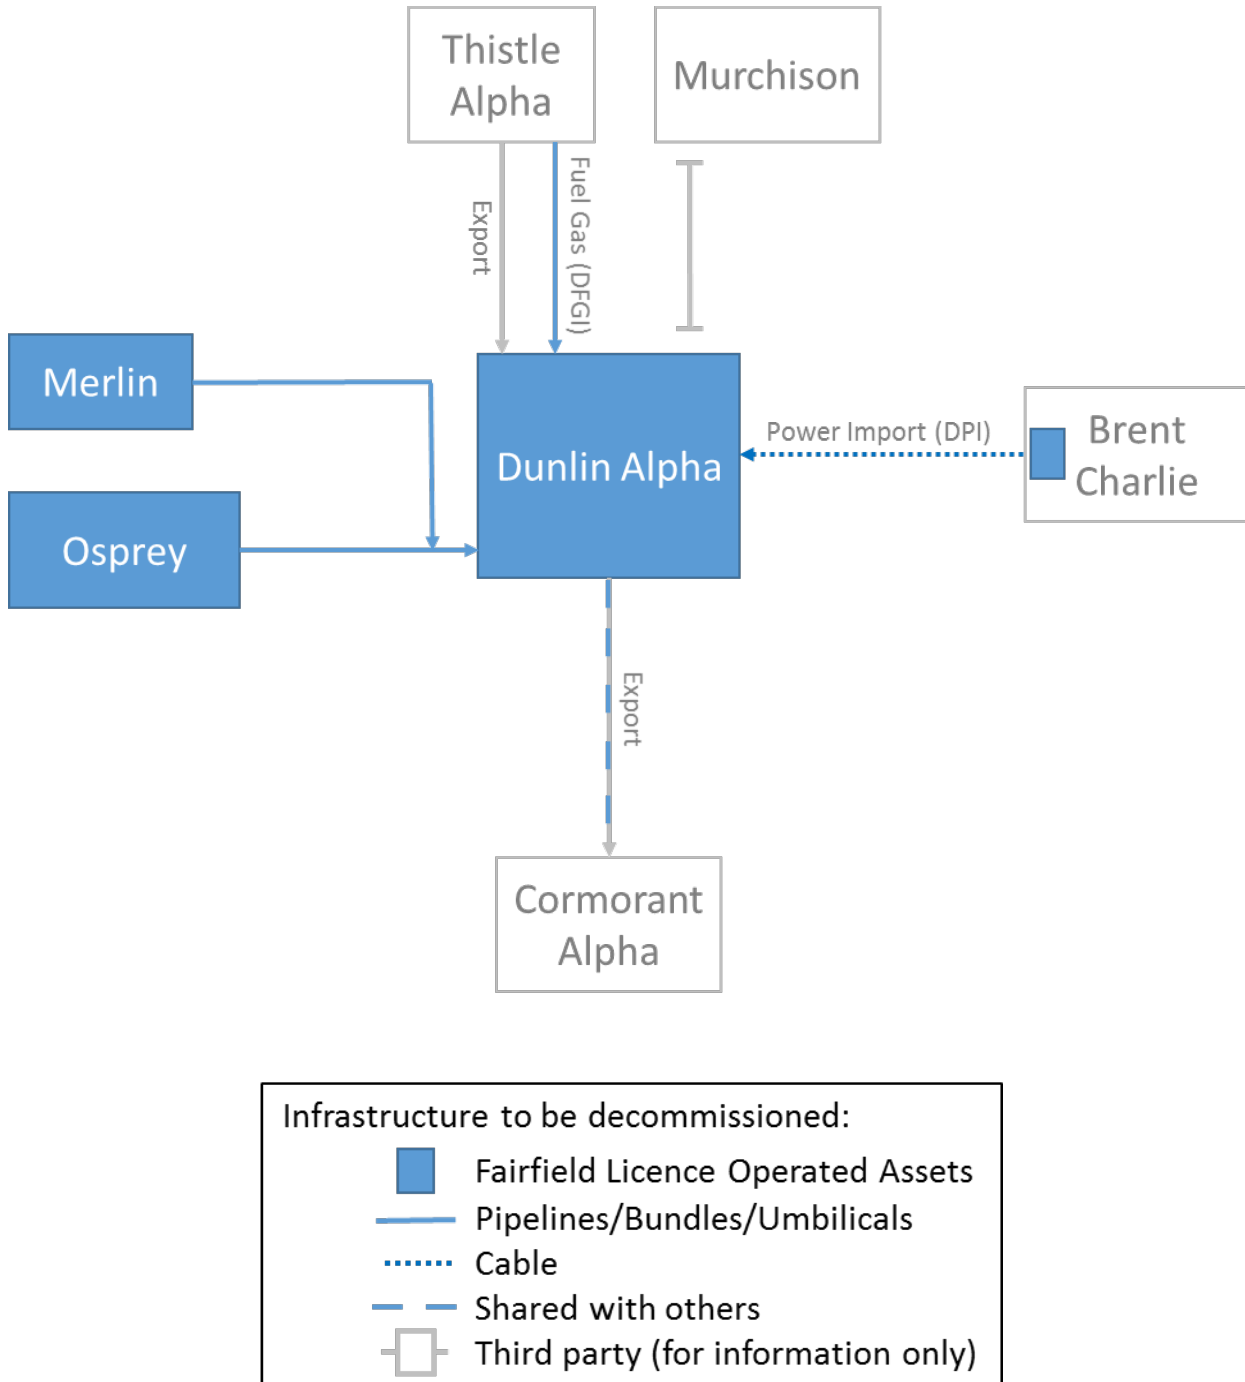 Thistle
Alpha
Murchison
Export
Fuel Gas (DFGI)
Merlin
Osprey
Dunlin Alpha
Power Import (DPI)
Brent
Charlie
Export
Cormorant
Alpha
Infrastructure to be decommissioned:
Fairfield Licence Operated Assets
Pipelines/Bundles/Umbilicals
Cable
Shared with others
Third party (for information only)